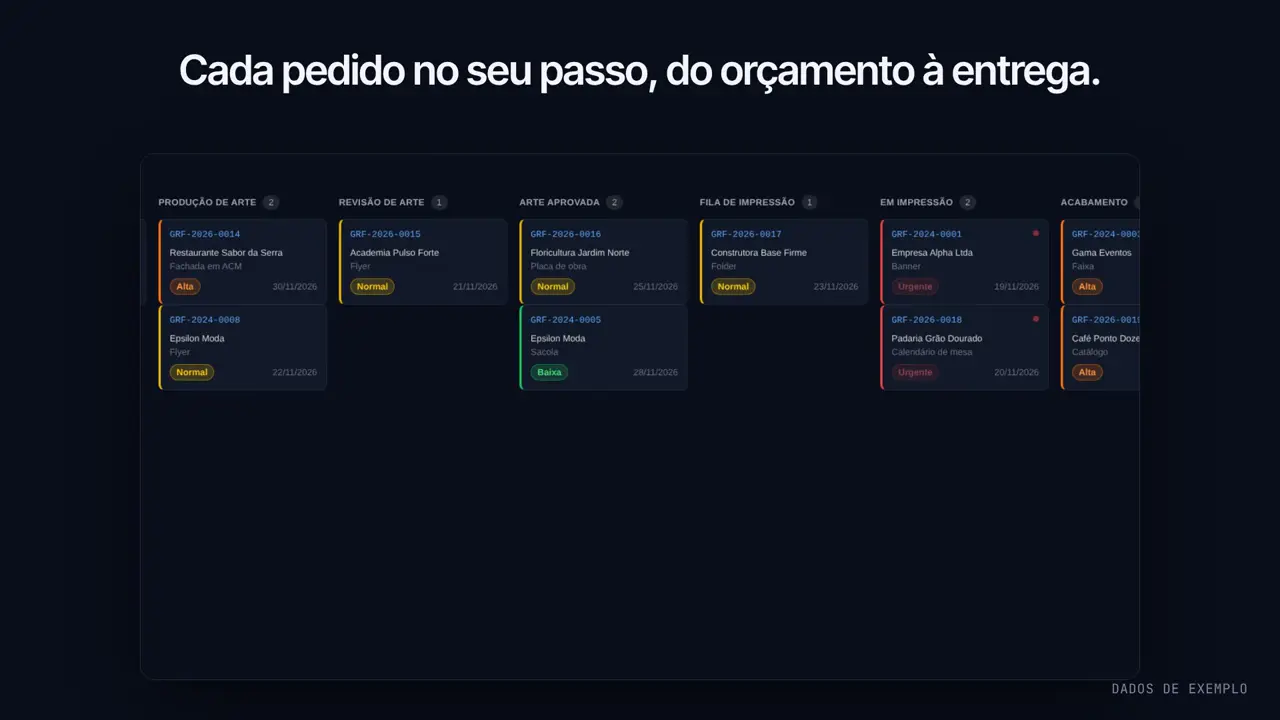 Cada pedido no seu passo, do orçamento à entrega.
PRODUÇÃO DE ARTE 2
GRF-2026-0014
Restaurante Sabor da Serra
Fachada em ACM
Alta 30/11/2026
GRF-2024-0008
Epsilon Moda
Flyer
Normal 22/11/2026
REVISÃO DE ARTE 1
GRF-2026-0015
Academia Pulso Forte
Flyer
Normal 21/11/2026
ARTE APROVADA 2
GRF-2026-0016
Floricultura Jardim Norte
Placa de obra
Normal 25/11/2026
GRF-2024-0005
Epsilon Moda
Sacola
Baixa 28/11/2026
FILA DE IMPRESSÃO 1
GRF-2026-0017
Construtora Base Firme
Folder
Normal 23/11/2026
EM IMPRESSÃO 2
GRF-2024-0001
Empresa Alpha Ltda
Banner
Urgente 19/11/2026
GRF-2026-0018
Padaria Grão Dourado
Calendário de mesa
Urgente 20/11/2026
ACABAMENTO
Gama Eventos
Faixa
Alta
Café Ponto Doze
Catálogo
Alta
DADOS DE EXEMPLO